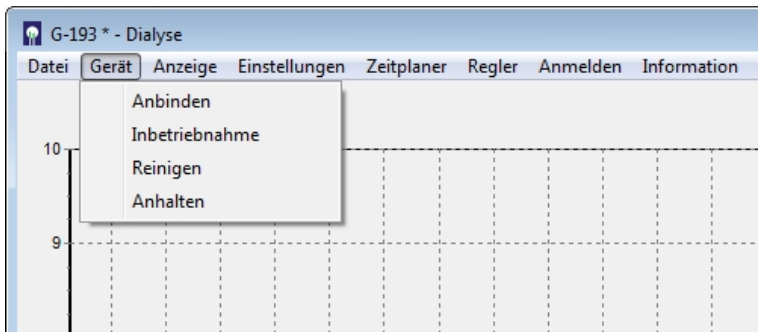 G-193 * - Dialyse
Datei Gerät Anzeige Einstellungen Zeitplaner Regler Anmelden Information
Anbinden
Inbetriebnahme
Reinigen
Anhalten
10
9